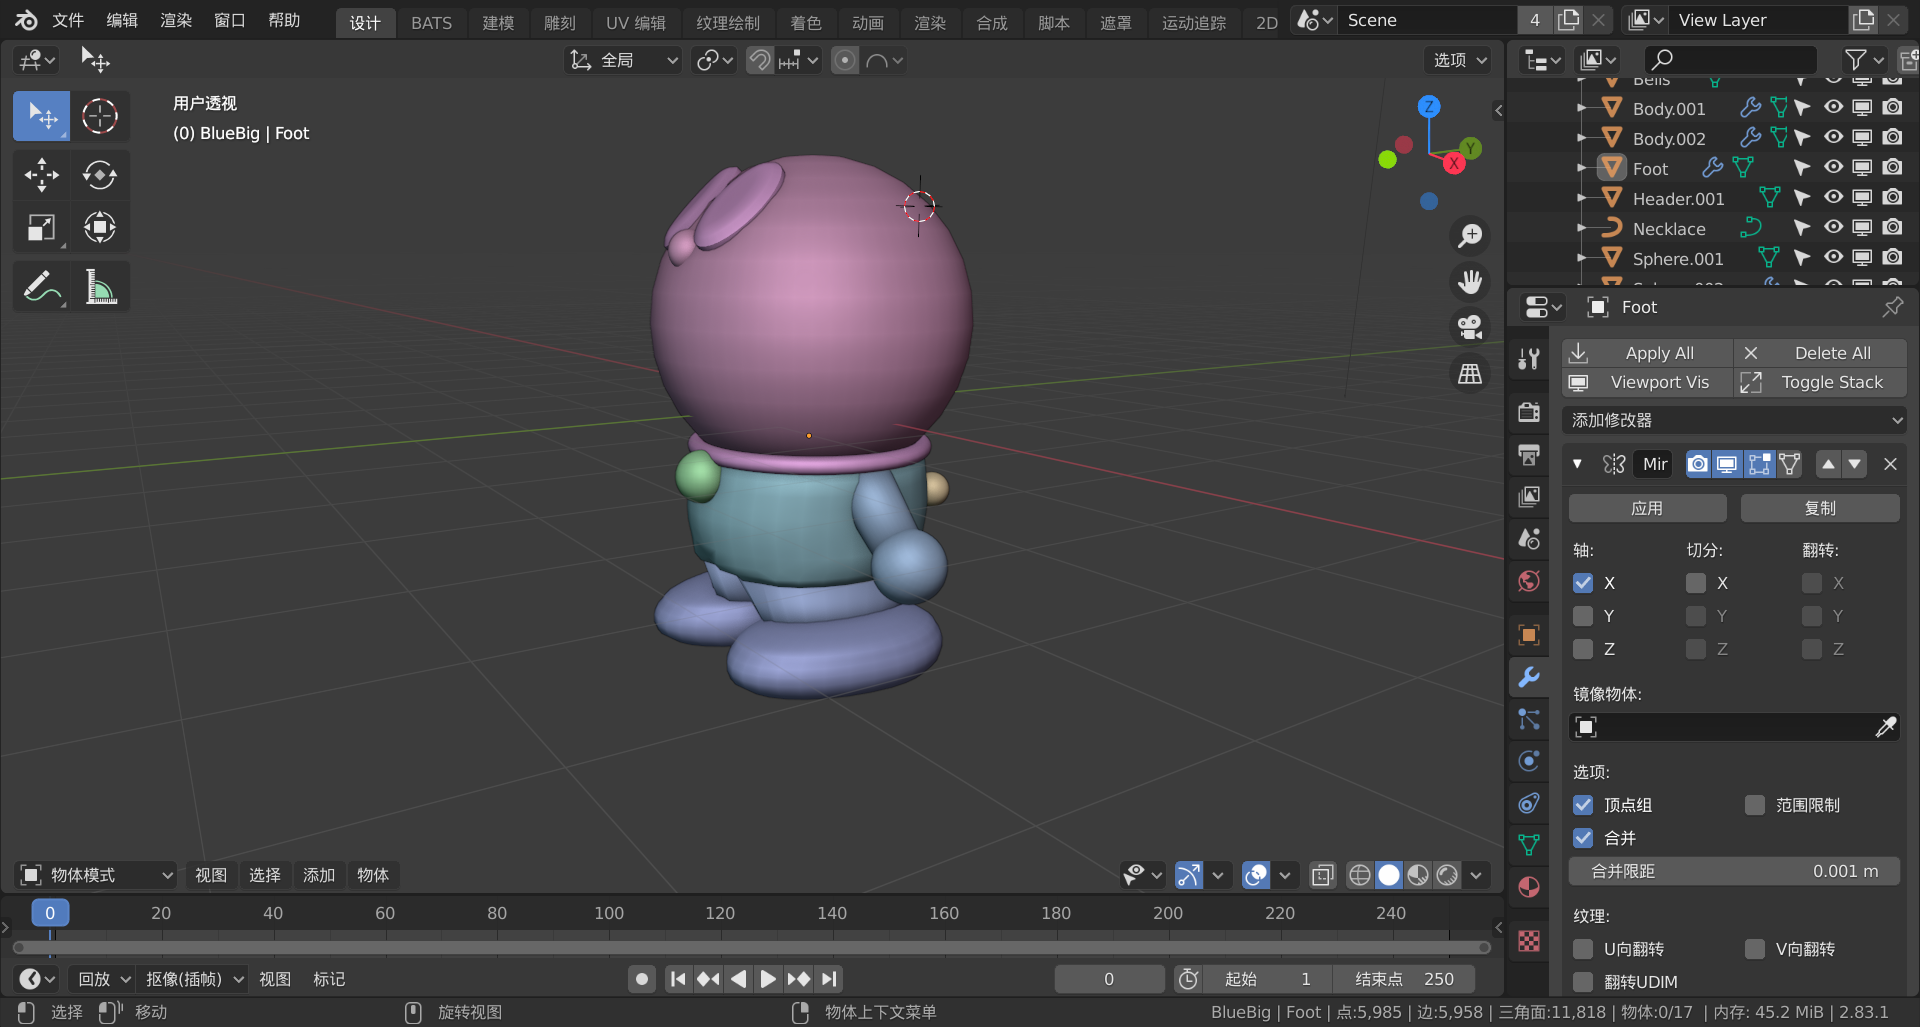 文件 编辑 渲染 窗口 帮助 设计 BATS 建模 雕刻 UV 编辑 纹理绘制 着色 动画 渲染 合成 脚本 遮罩 运动追踪 2D Scene 4 View Layer
全局 选项
用户透视
(0) BlueBig | Foot
Z
Y
X
Bells
Body.001
Body.002
Foot
Header.001
Necklace
Sphere.001
Foot
Apply All Delete All
Viewport Vis Toggle Stack
添加修改器
Mir
应用 复制
轴: 切分: 翻转:
X X X
Y Y Y
Z Z Z
镜像物体:
选项:
顶点组 范围限制
合并
合并限距 0.001 m
纹理:
U向翻转 V向翻转
翻转UDIM
物体模式 视图 选择 添加 物体
0 20 40 60 80 100 120 140 160 180 200 220 240
回放 抠像(插帧) 视图 标记 0 起始 1 结束点 250
选择 移动 旋转视图 物体上下文菜单 BlueBig | Foot | 点:5,985 | 边:5,958 | 三角面:11,818 | 物体:0/17 | 内存: 45.2 MiB | 2.83.1